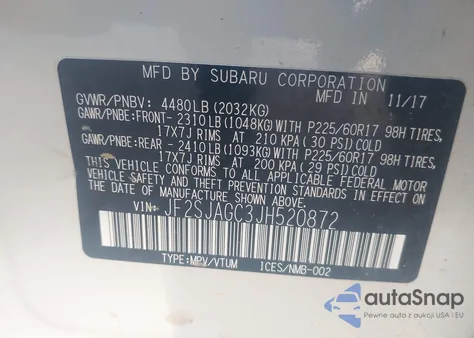 MFD BY SUBARU CORPORATION
MADE IN JAPAN 11/17
GVWR/PNBV: 4480LB (2032KG)
GAWR/PNBE:FRONT- 2310LB (1048KG) WITH P225/60R17 98H TIRES,
17X7J RIMS AT 210 KPA (30 PSI) COLD
GAWR/PNBE:REAR - 2410LB (1093KG) WITH P225/60R17 98H TIRES,
17X7J RIMS AT 200 KPA (29 PSI) COLD
THIS VEHICLE CONFORMS TO ALL APPLICABLE FEDERAL MOTOR
VEHICLE SAFETY AND THEFT PREVENTION STANDARDS IN EFFECT ON THE
DATE OF MANUFACTURE SHOWN ABOVE.
VIN: JF2SJAGC3JH520872
TYPE:MPV/VTUM ICES/NMB-002
autoSnap
Pewne auto z aukcji USA i EU